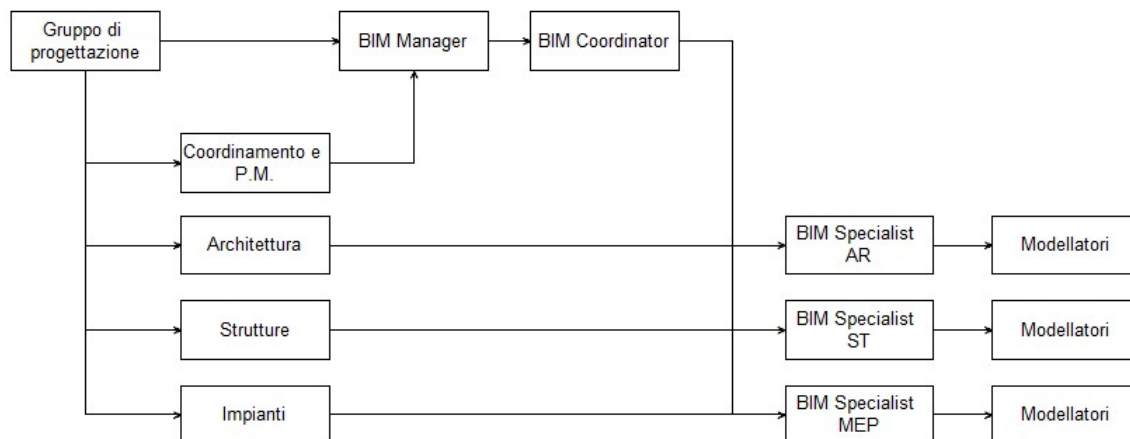 Gruppo di
progettazione
BIM Manager
BIM Coordinator
Coordinamento e
P.M.
Architettura
BIM Specialist
AR
Modellatori
Strutture
BIM Specialist
ST
Modellatori
Impianti
BIM Specialist
MEP
Modellatori